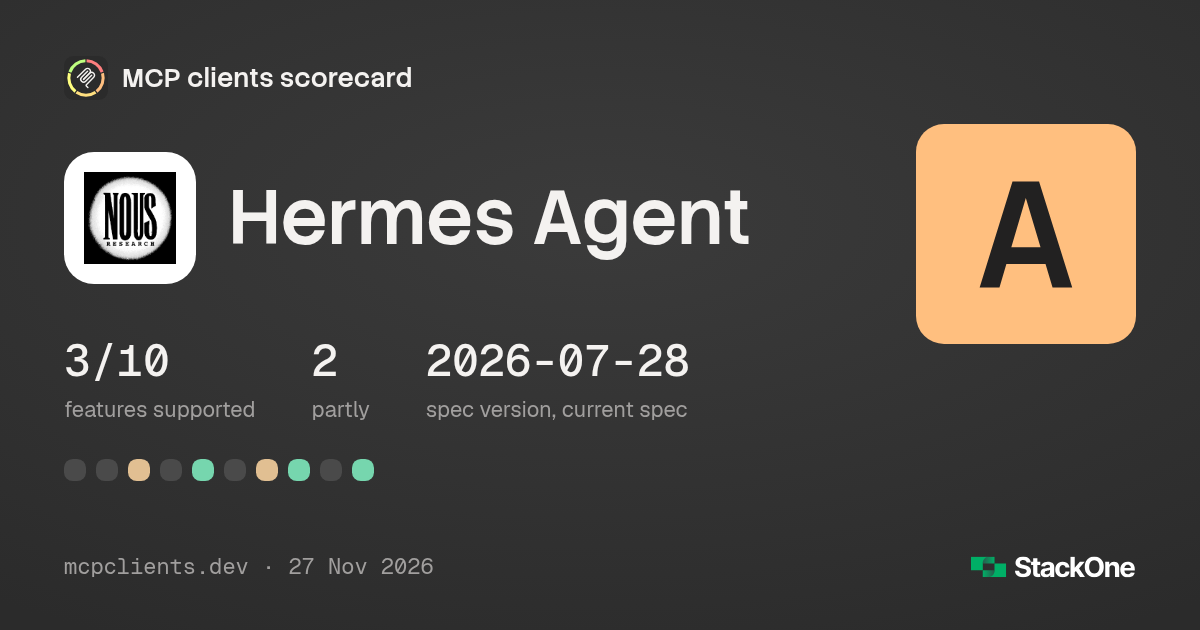 MCP clients scorecard
NOUS
RESEARCH
Hermes Agent
A
3/10
features supported
2
partly
2026-07-28
spec version, current spec
mcpclients.dev · 27 Nov 2026
StackOne